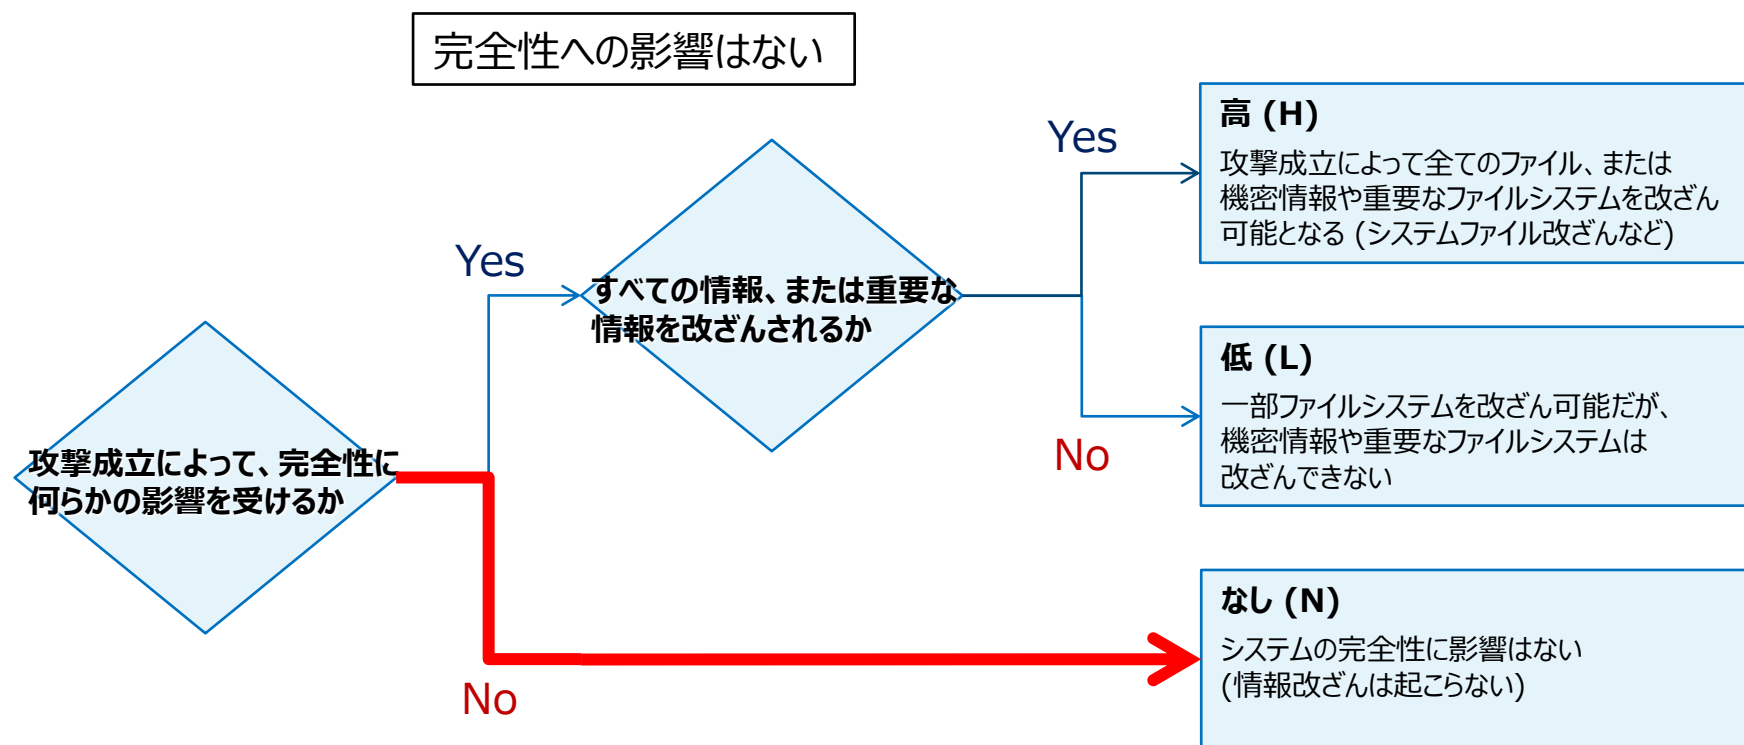 完全性への影響はない
攻撃成立によって、完全性に
何らかの影響を受けるか
Yes
No
すべての情報、または重要な
情報を改ざんされるか
Yes
No
高 (H)
攻撃成立によって全てのファイル、または
機密情報や重要なファイルシステムを改ざん
可能となる (システムファイル改ざんなど)
低 (L)
一部ファイルシステムを改ざん可能だが、
機密情報や重要なファイルシステムは
改ざんできない
なし (N)
システムの完全性に影響はない
(情報改ざんは起こらない)